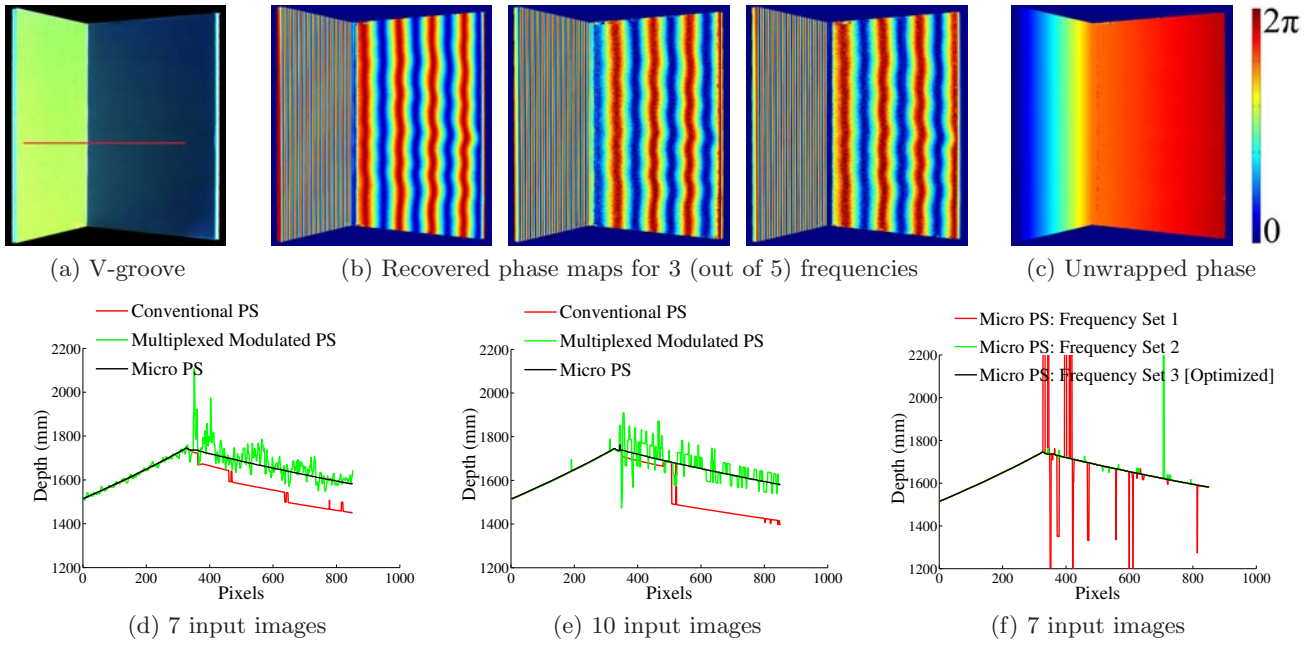 2π
0
(a) V-groove
(b) Recovered phase maps for 3 (out of 5) frequencies
(c) Unwrapped phase
Conventional PS
Multiplexed Modulated PS
Micro PS
2200
2000
1800
1600
1400
1200
Depth (mm)
0 200 400 600 800 1000
Pixels
(d) 7 input images
Conventional PS
Multiplexed Modulated PS
Micro PS
2200
2000
1800
1600
1400
1200
Depth (mm)
0 200 400 600 800 1000
Pixels
(e) 10 input images
Micro PS: Frequency Set 1
Micro PS: Frequency Set 2
Micro PS: Frequency Set 3 [Optimized]
2200
2000
1800
1600
1400
1200
Depth (mm)
0 200 400 600 800 1000
Pixels
(f) 7 input images